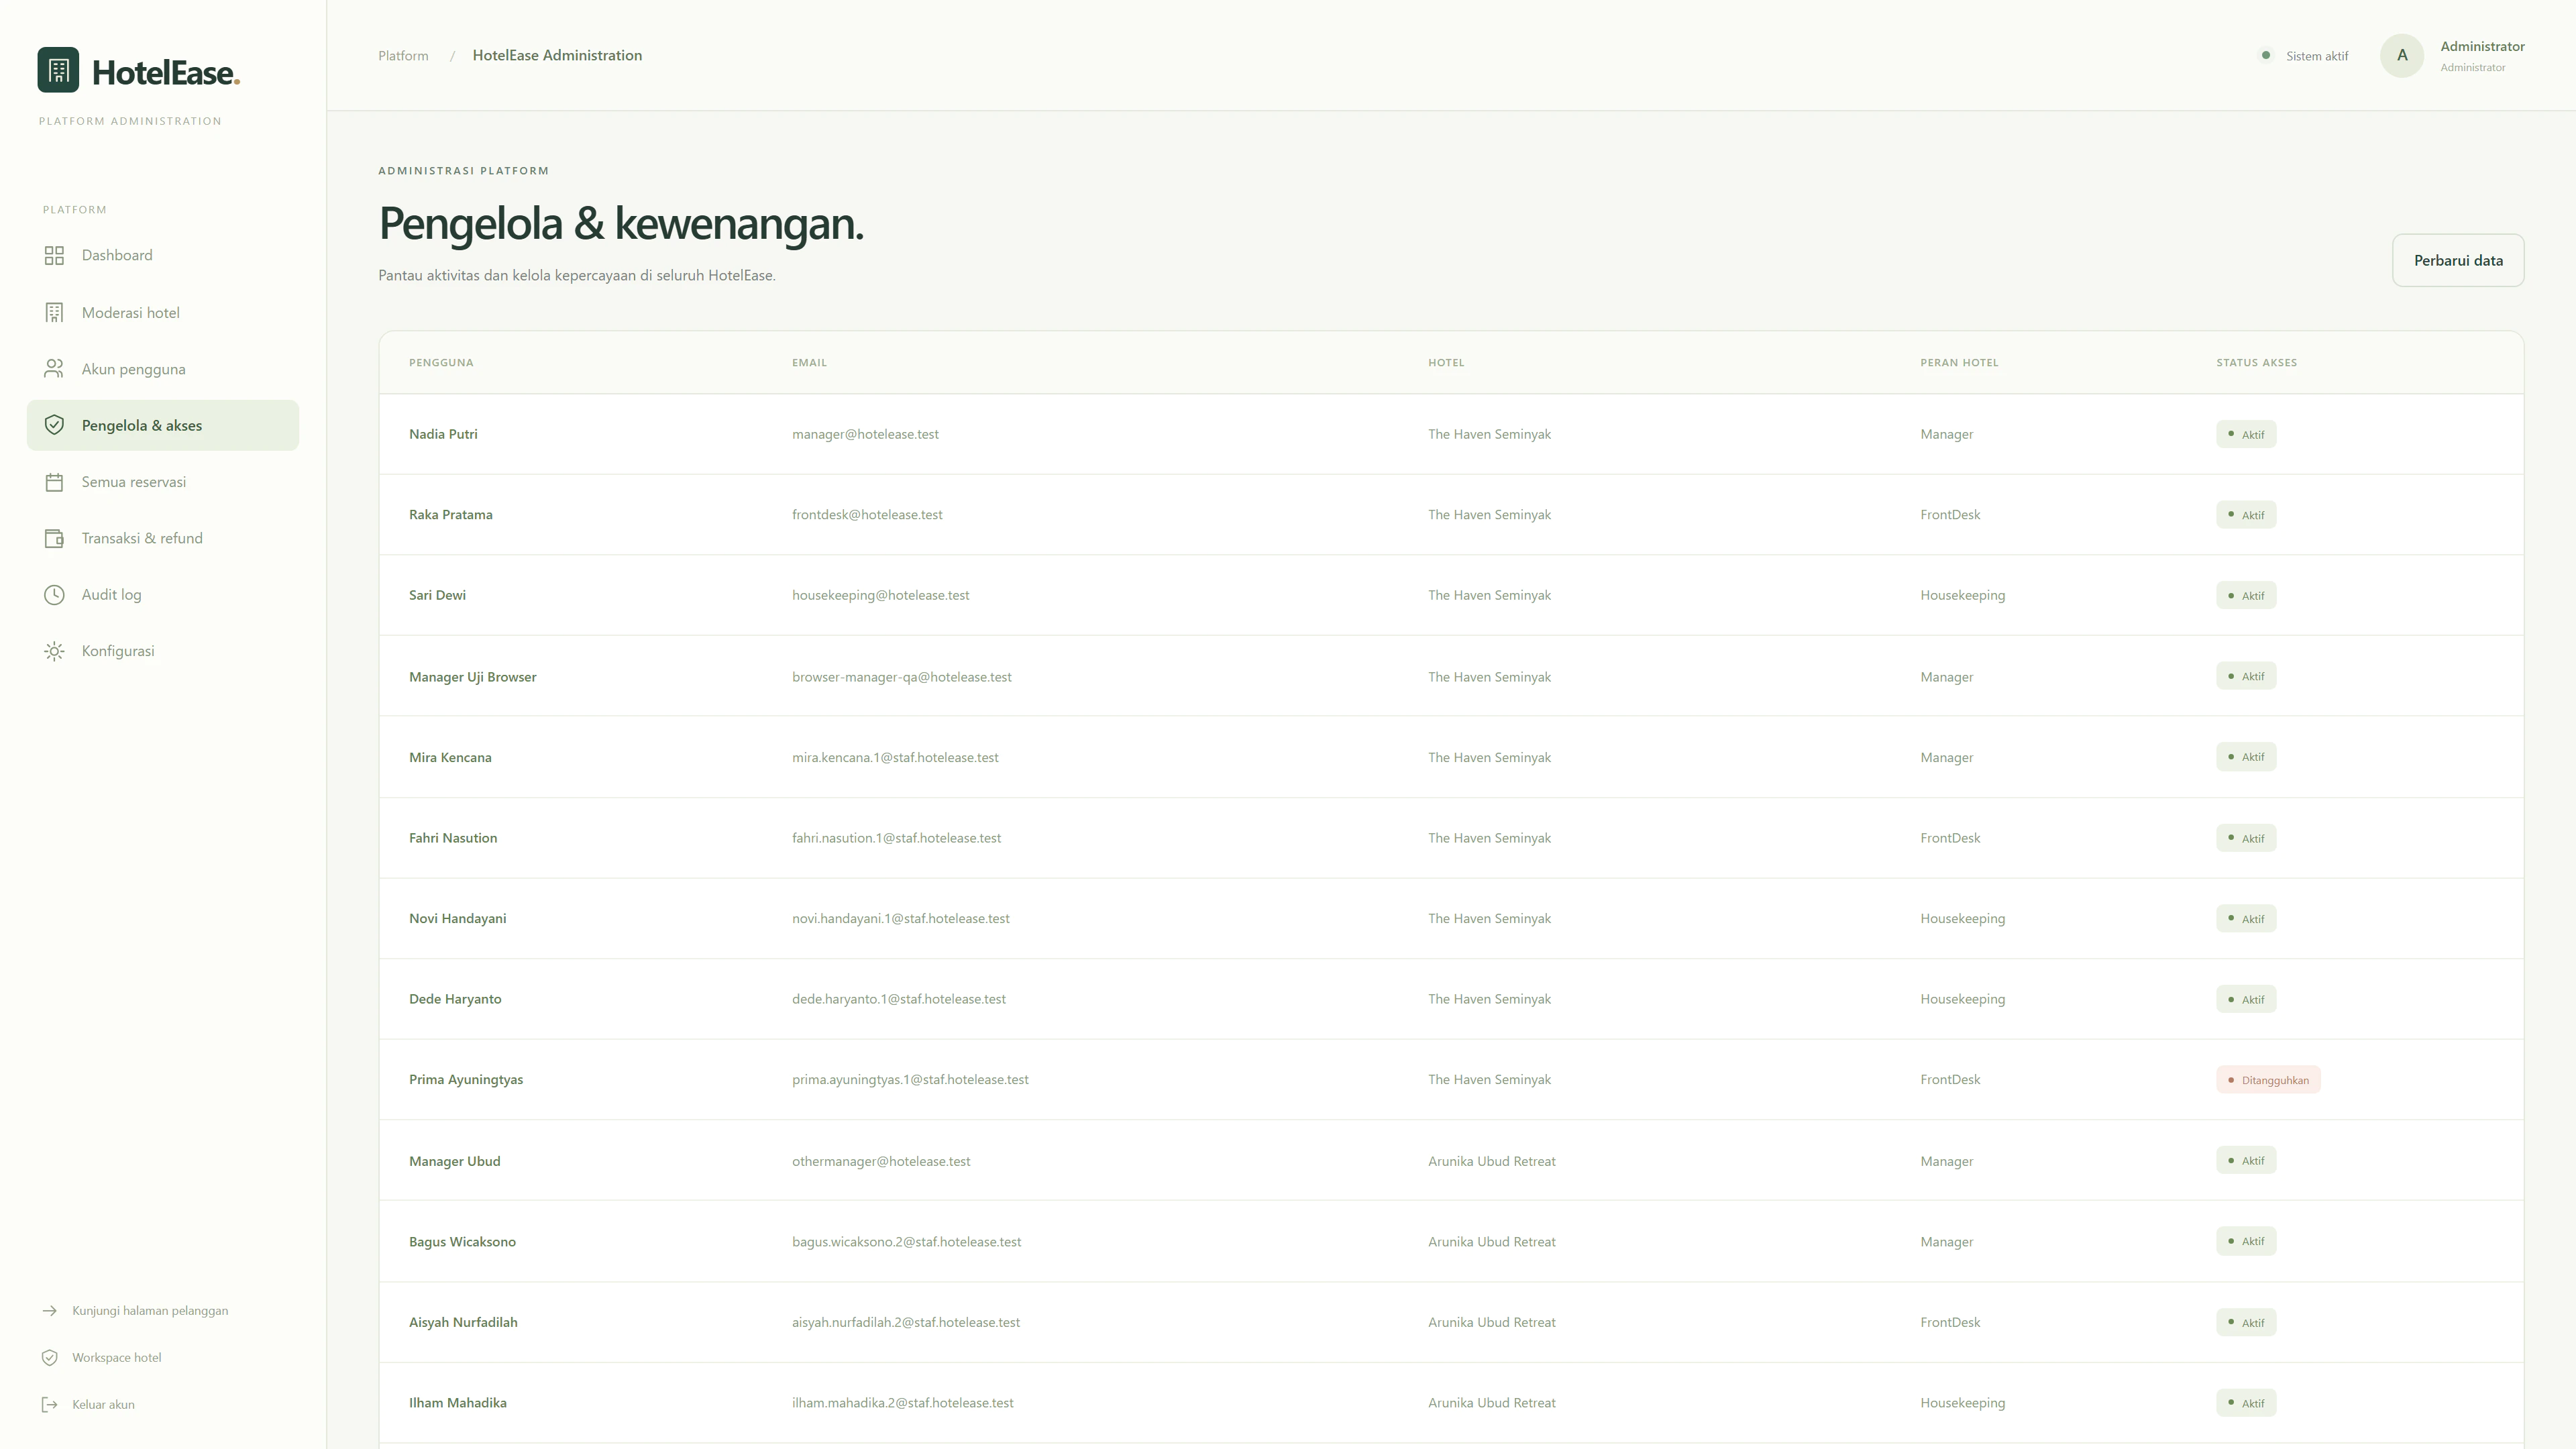 HotelEase.
PLATFORM ADMINISTRATION
PLATFORM
Dashboard
Moderasi hotel
Akun pengguna
Pengelola & akses
Semua reservasi
Transaksi & refund
Audit log
Konfigurasi
Kunjungi halaman pelanggan
Workspace hotel
Keluar akun
Platform / HotelEase Administration
Sistem aktif
A
Administrator
Administrator
ADMINISTRASI PLATFORM
Pengelola & kewenangan.
Pantau aktivitas dan kelola kepercayaan di seluruh HotelEase.
Perbarui data
PENGGUNA EMAIL HOTEL PERAN HOTEL STATUS AKSES
Nadia Putri manager@hotelease.test The Haven Seminyak Manager Aktif
Raka Pratama frontdesk@hotelease.test The Haven Seminyak FrontDesk Aktif
Sari Dewi housekeeping@hotelease.test The Haven Seminyak Housekeeping Aktif
Manager Uji Browser browser-manager-qa@hotelease.test The Haven Seminyak Manager Aktif
Mira Kencana mira.kencana.1@staf.hotelease.test The Haven Seminyak Manager Aktif
Fahri Nasution fahri.nasution.1@staf.hotelease.test The Haven Seminyak FrontDesk Aktif
Novi Handayani novi.handayani.1@staf.hotelease.test The Haven Seminyak Housekeeping Aktif
Dede Haryanto dede.haryanto.1@staf.hotelease.test The Haven Seminyak Housekeeping Aktif
Prima Ayuningtyas prima.ayuningtyas.1@staf.hotelease.test The Haven Seminyak FrontDesk Ditangguhkan
Manager Ubud othermanager@hotelease.test Arunika Ubud Retreat Manager Aktif
Bagus Wicaksono bagus.wicaksono.2@staf.hotelease.test Arunika Ubud Retreat Manager Aktif
Aisyah Nurfadilah aisyah.nurfadilah.2@staf.hotelease.test Arunika Ubud Retreat FrontDesk Aktif
Ilham Mahadika ilham.mahadika.2@staf.hotelease.test Arunika Ubud Retreat Housekeeping Aktif